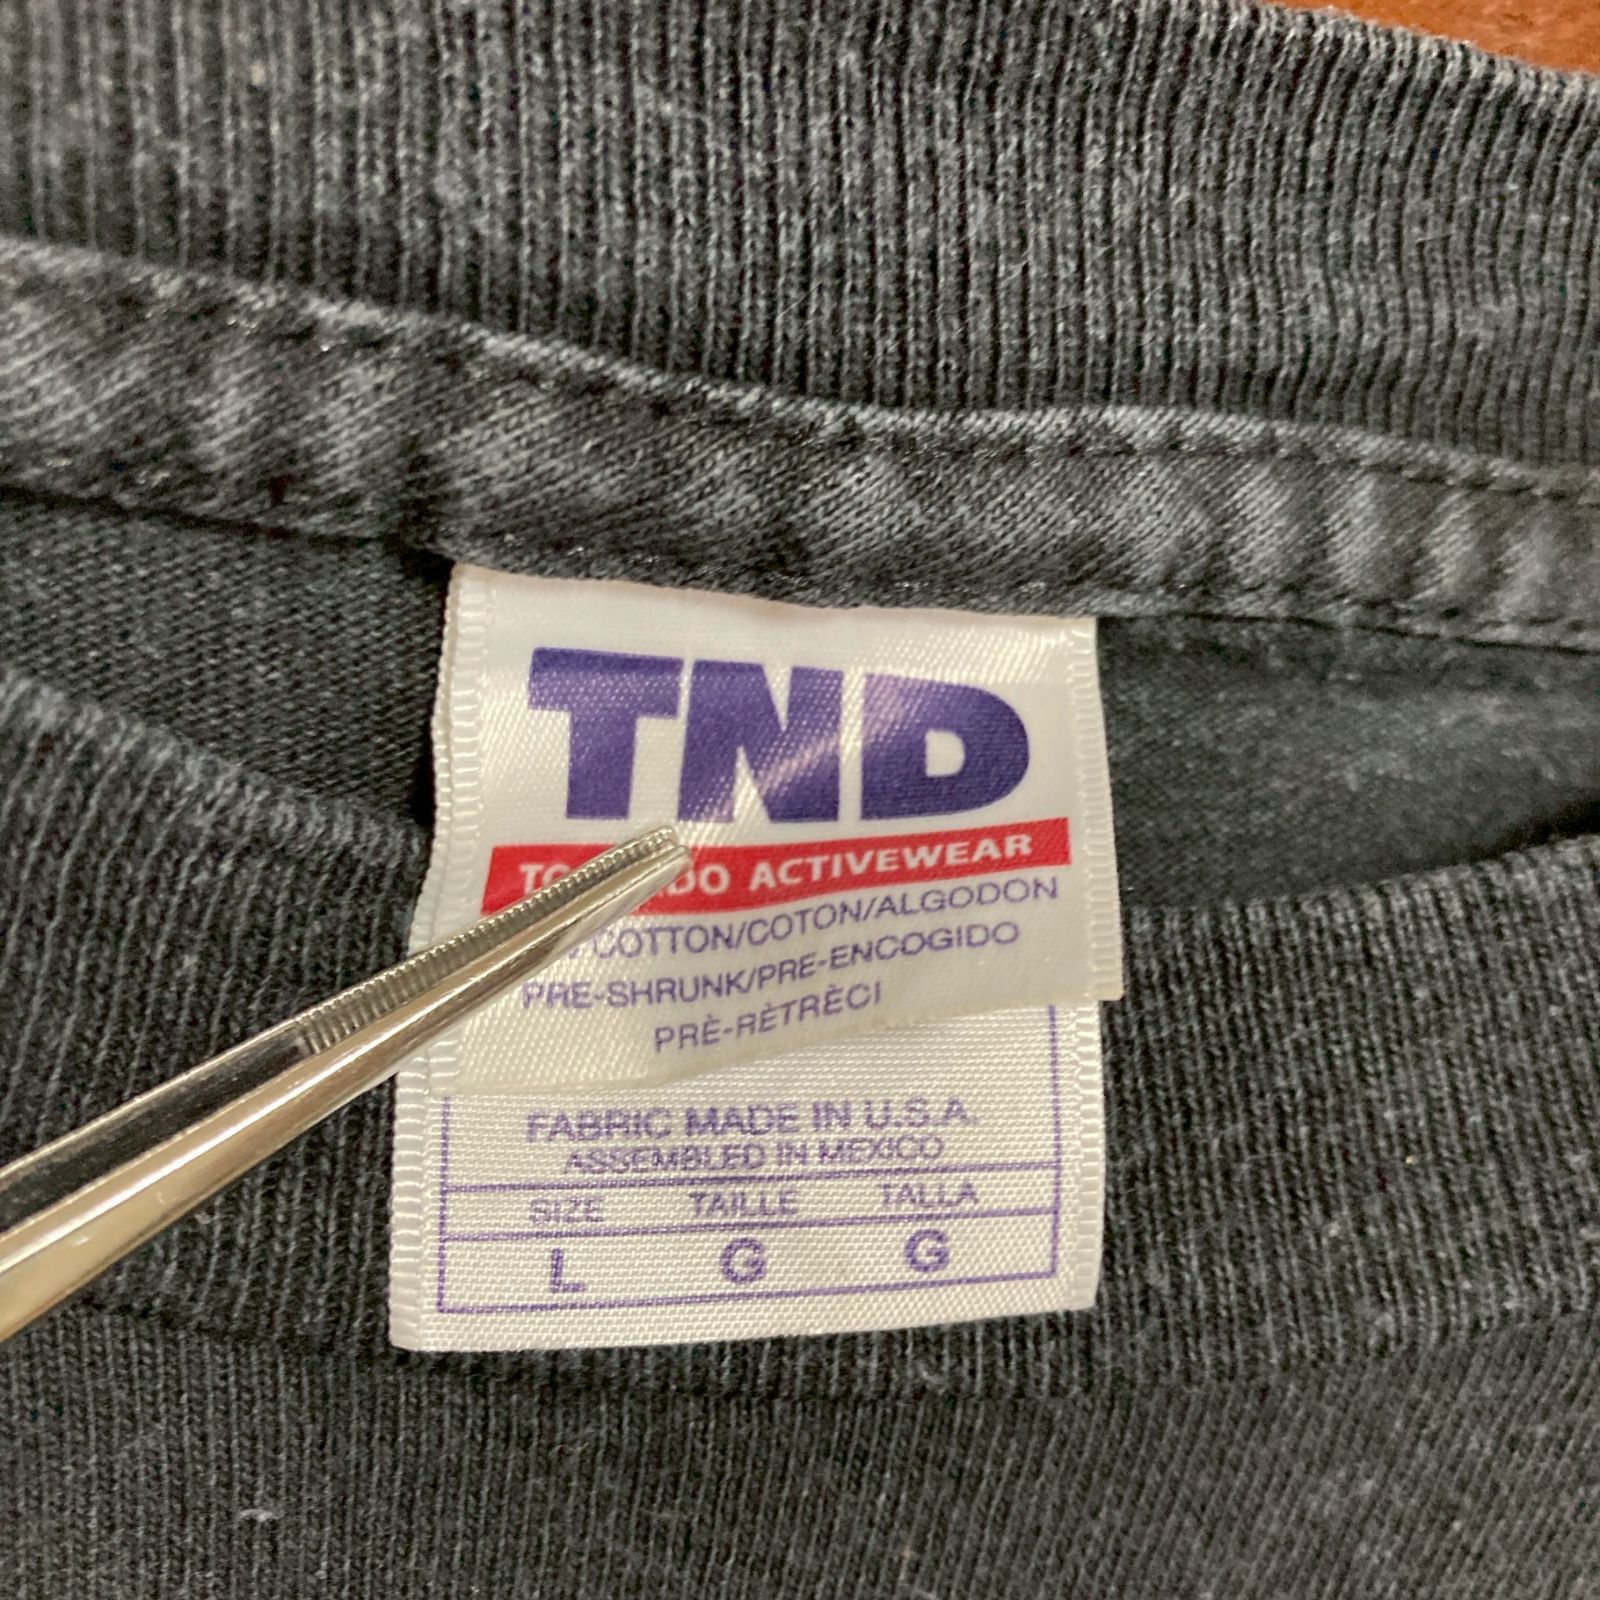 TND
ACTIVEWEAR
COTTON/COTON/ALGODON
PRE-SHRUNK/PRE-ENCOGIDO
PRÈ-RÈTRÈCI
FABRIC MADE IN U.S.A.
ASSEMBLED IN MEXICO
SIZE TAILLE TALLA
L G G